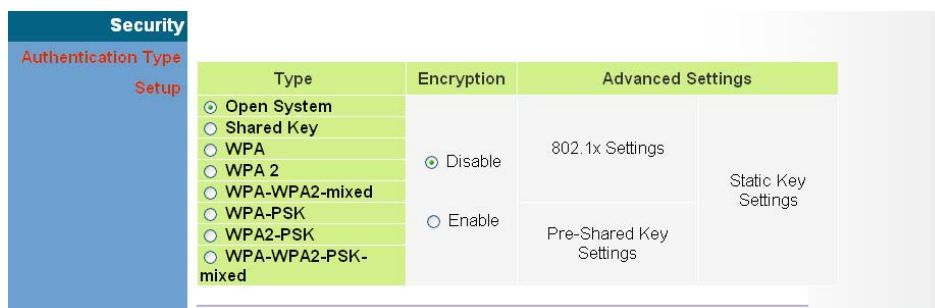 Security
Authentication Type
Setup
Type Encryption Advanced Settings
Open System
Shared Key
WPA
WPA 2
WPA-WPA2-mixed
WPA-PSK
WPA2-PSK
WPA-WPA2-PSK-
mixed
Disable
Enable
802.1x Settings
Pre-Shared Key
Settings
Static Key
Settings